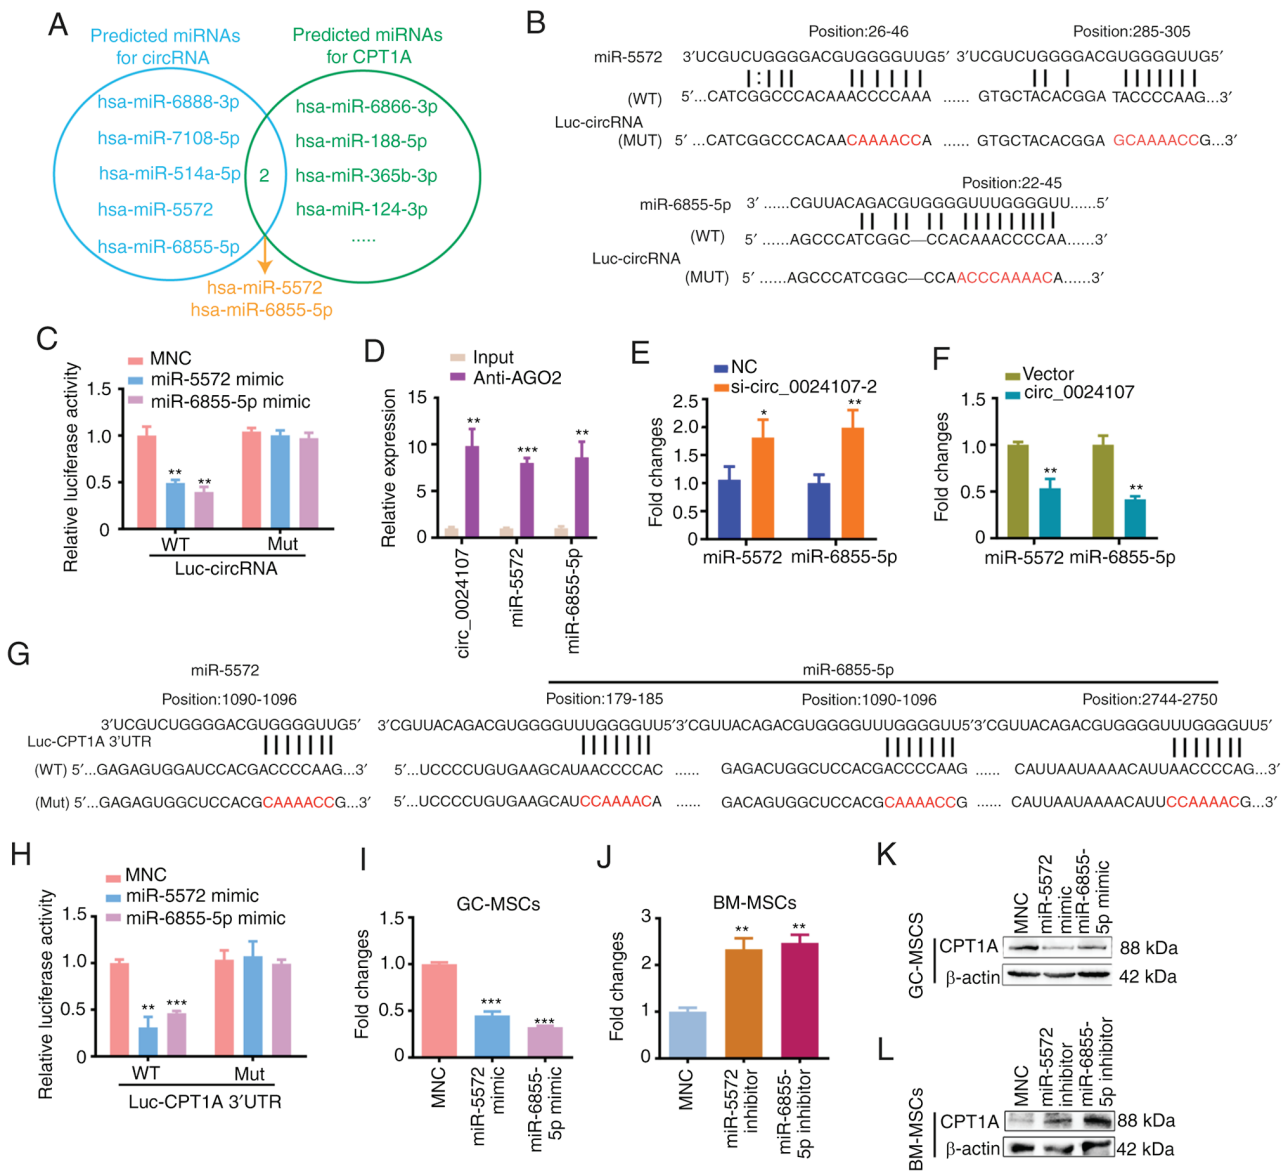 A
Predicted miRNAs for circRNA
Predicted miRNAs for CPT1A
hsa-miR-6888-3p
hsa-miR-7108-5p
hsa-miR-514a-5p
hsa-miR-5572
hsa-miR-6855-5p
2
hsa-miR-6866-3p
hsa-miR-188-5p
hsa-miR-365b-3p
hsa-miR-124-3p
.....
hsa-miR-5572
hsa-miR-6855-5p
B
Position:26-46
Position:285-305
miR-5572 3′UCGUCUGGGGACGUGGGGUUG5′ 3′UCGUCUGGGGACGUGGGGUUG5′
(WT) 5′...CATCGGCCCACAAACCCCAAA ...... GTGCTACACGGA TACCCCAAG...3′
Luc-circRNA
(MUT) 5′ ...CATCGGCCCACAACAAAACCA ...... GTGCTACACGGA GCAAAACCG...3′
Position:22-45
miR-6855-5p 3′ ......CGUUACAGACGUGGGGUUUGGGGUU......5′
(WT) 5′ ......AGCCCATCGGC—CCACAAACCCCAA......3′
Luc-circRNA
(MUT) 5′ ......AGCCCATCGGC—CCAACCCAAAACA......3′
C
MNC
miR-5572 mimic
miR-6855-5p mimic
Relative luciferase activity
1.5
1.0
0.5
0
** **
WT Mut
Luc-circRNA
D
Input
Anti-AGO2
Relative expression
15
10
5
0
** *** **
circ_0024107
miR-5572
miR-6855-5p
E
NC
si-circ_0024107-2
Fold changes
2.5
2.0
1.5
1.0
0.5
0
* **
miR-5572 miR-6855-5p
F
Vector
circ_0024107
Fold changes
1.5
1.0
0.5
0
** **
miR-5572 miR-6855-5p
G
miR-5572
miR-6855-5p
Position:1090-1096
Position:179-185
Position:1090-1096
Position:2744-2750
3′UCGUCUGGGGACGUGGGGUUG5′ 3′CGUUACAGACGUGGGGUUUGGGGUU5′3′CGUUACAGACGUGGGGUUUGGGGUU5′3′CGUUACAGACGUGGGGUUUGGGGUU5′
Luc-CPT1A 3′UTR
(WT) 5′...GAGAGUGGAUCCACGACCCCAAG...3′ 5′...UCCCCUGUGAAGCAUAACCCCAC ...... GAGACUGGCUCCACGACCCCAAG ...... CAUUAAUAAAACAUUAACCCCAG...3′
(Mut) 5′...GAGAGUGGCUCCACGCAAAACCG...3′ 5′...UCCCCUGUGAAGCAUCCAAAACA ...... GACAGUGGCUCCACGCAAAACCG ...... CAUUAAUAAAACAUUCCAAAACG...3′
H
MNC
miR-5572 mimic
miR-6855-5p mimic
Relative luciferase activity
1.5
1.0
0.5
0
** ***
WT Mut
Luc-CPT1A 3′UTR
I
GC-MSCs
Fold changes
1.5
1.0
0.5
0
*** ***
MNC
miR-5572 mimic
miR-6855-5p mimic
J
BM-MSCs
Fold changes
3
2
1
0
** **
MNC
miR-5572 inhibitor
miR-6855-5p inhibitor
K
MNC
miR-5572 mimic
miR-6855-5p mimic
GC-MSCS
CPT1A 88 kDa
β-actin 42 kDa
L
MNC
miR-5572 inhibitor
miR-6855-5p inhibitor
BM-MSCs
CPT1A 88 kDa
β-actin 42 kDa